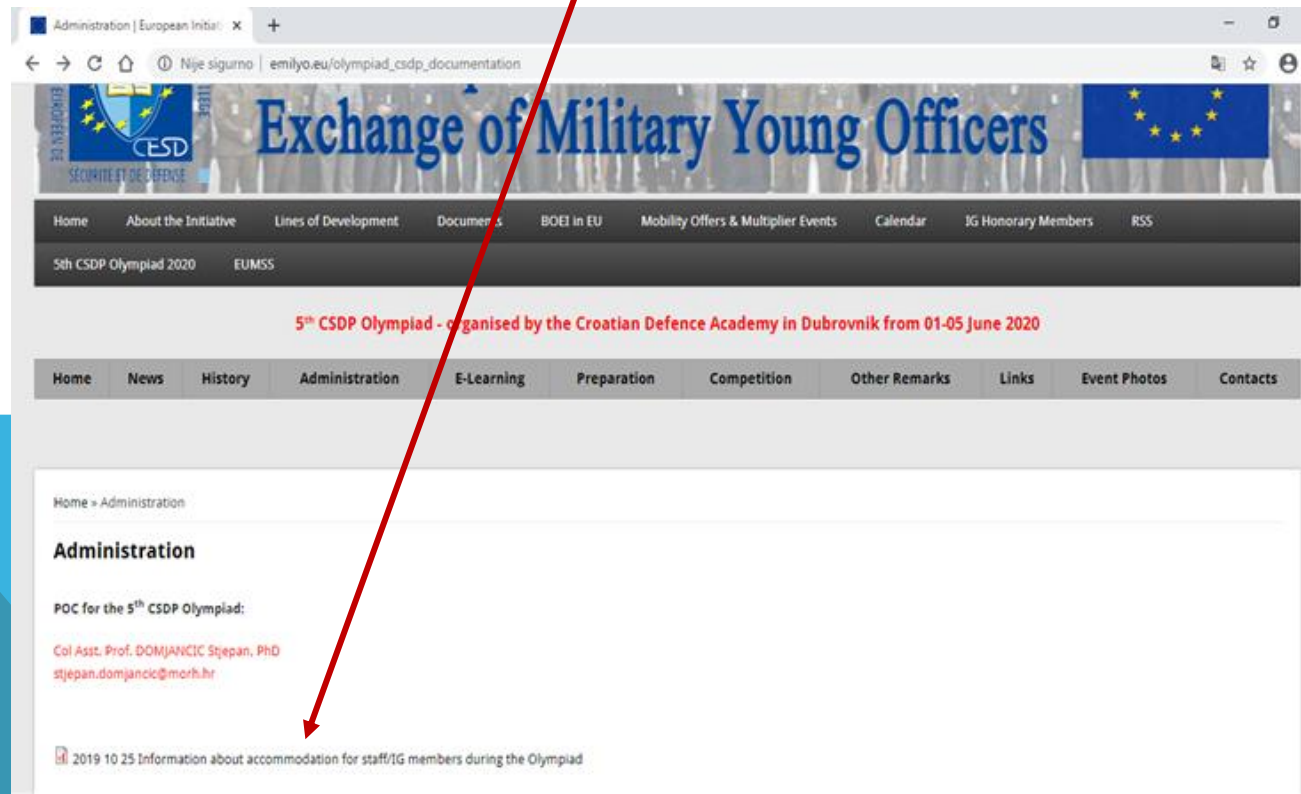 Administration | European Initiat
Nije sigurno | emilyo.eu/olympiad_csdp_documentation
CESD
SÉCURITÉ ET DE DÉFENSE
Exchange of Military Young Officers
Home About the Initiative Lines of Development Documents BOEI in EU Mobility Offers & Multiplier Events Calendar IG Honorary Members RSS
5th CSDP Olympiad 2020 EUMSS
5th CSDP Olympiad - organised by the Croatian Defence Academy in Dubrovnik from 01-05 June 2020
Home News History Administration E-Learning Preparation Competition Other Remarks Links Event Photos Contacts
Home » Administration
Administration
POC for the 5th CSDP Olympiad:
Col Asst. Prof. DOMJANCIC Stjepan, PhD
stjepan.domjancic@morh.hr
2019 10 25 Information about accommodation for staff/IG members during the Olympiad